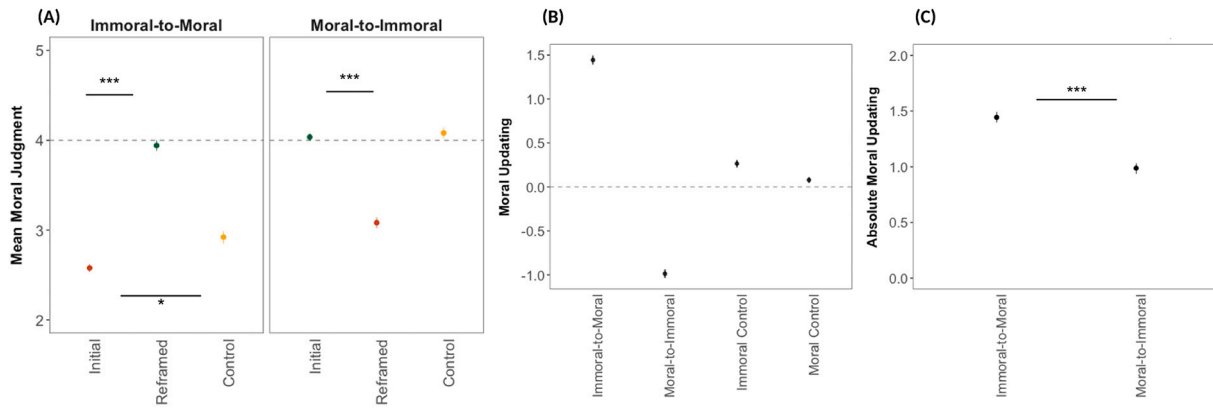 (A)
Immoral-to-Moral
Moral-to-Immoral
Mean Moral Judgment
5
4
3
2
***
*
***
Initial
Reframed
Control
Initial
Reframed
Control
(B)
Moral Updating
1.5
1.0
0.5
0.0
-0.5
-1.0
Immoral-to-Moral
Moral-to-Immoral
Immoral Control
Moral Control
(C)
Absolute Moral Updating
2.0
1.5
1.0
0.5
0.0
***
Immoral-to-Moral
Moral-to-Immoral